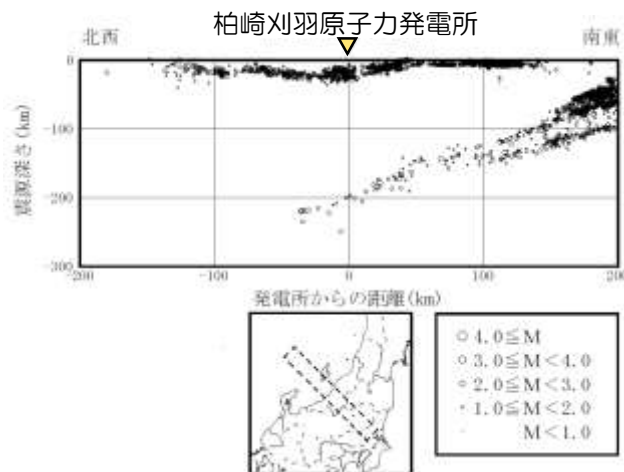 柏崎刈羽原子力発電所
北西
南東
0
-100
-200
-300
震源深さ(km)
-200
-100
0
100
200
発電所からの距離(km)
○ 4.0≦M
○ 3.0≦M<4.0
○ 2.0≦M<3.0
∘ 1.0≦M<2.0
· M<1.0